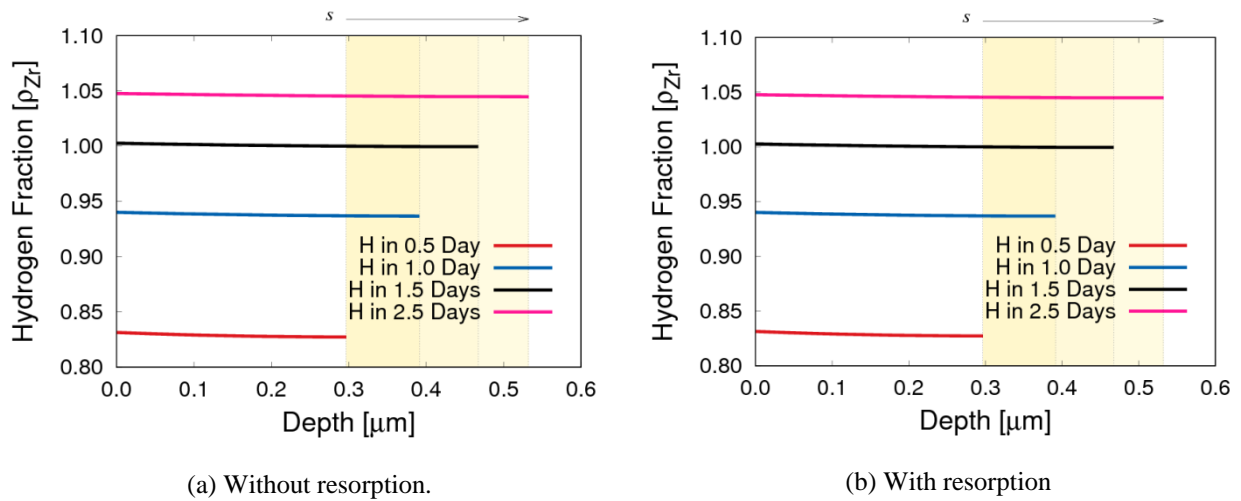 s
1.10
1.05
1.00
0.95
0.90
0.85
0.80
Hydrogen Fraction [ρZr]
H in 0.5 Day
H in 1.0 Day
H in 1.5 Days
H in 2.5 Days
0.0 0.1 0.2 0.3 0.4 0.5 0.6
Depth [μm]
(a) Without resorption.
s
1.10
1.05
1.00
0.95
0.90
0.85
0.80
Hydrogen Fraction [ρZr]
H in 0.5 Day
H in 1.0 Day
H in 1.5 Days
H in 2.5 Days
0.0 0.1 0.2 0.3 0.4 0.5 0.6
Depth [μm]
(b) With resorption